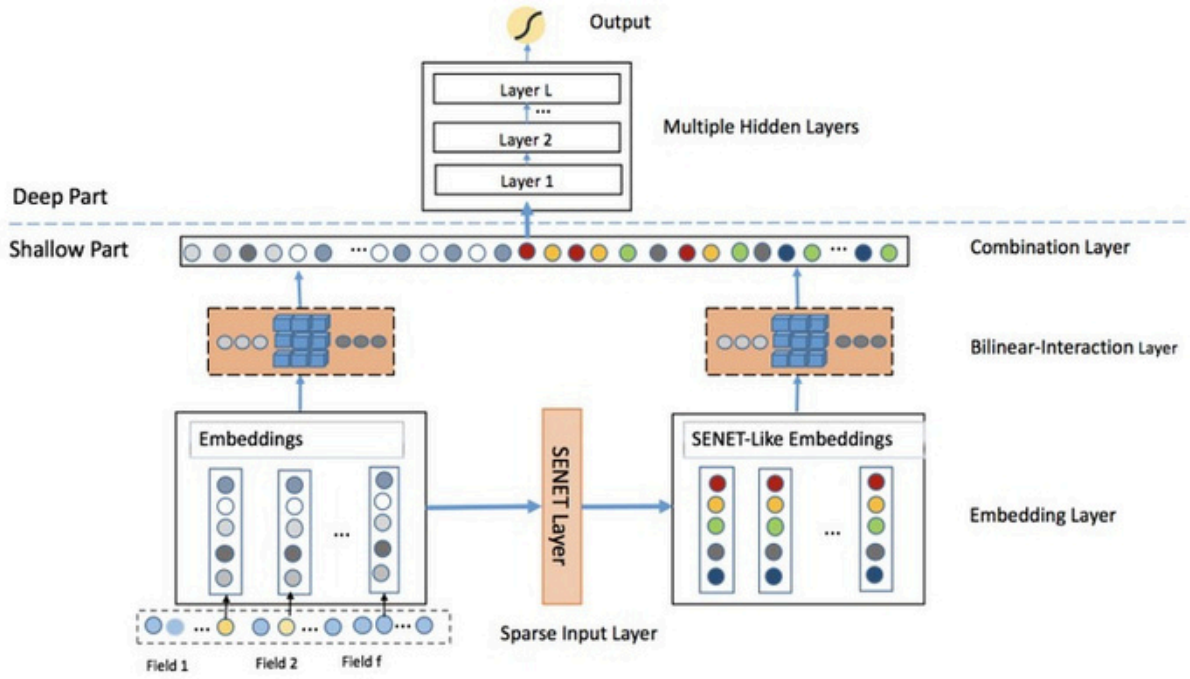 Output
Layer L
...
Layer 2
Multiple Hidden Layers
Layer 1
Deep Part
Shallow Part
... ...
Combination Layer
Bilinear-Interaction Layer
Embeddings
SENET-Like Embeddings
SENET Layer
...
...
Embedding Layer
... ... ...
Sparse Input Layer
Field 1
Field 2
Field f